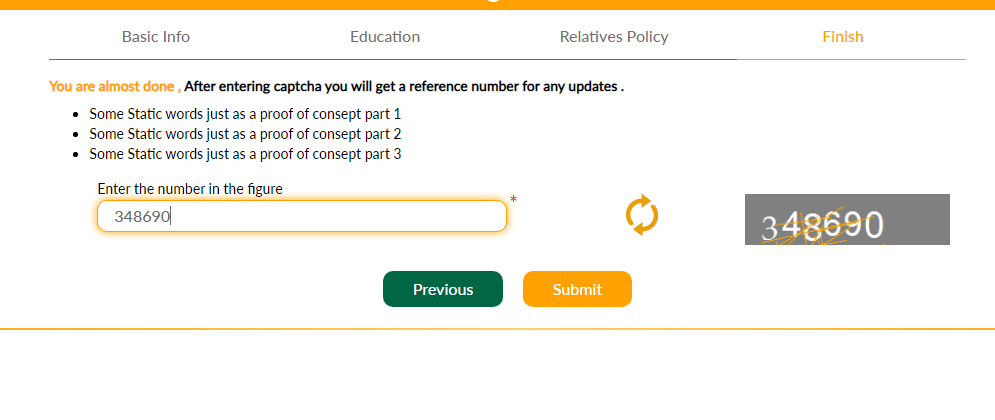 Basic Info Education Relatives Policy Finish
You are almost done , After entering captcha you will get a reference number for any updates .
• Some Static words just as a proof of consept part 1
• Some Static words just as a proof of consept part 2
• Some Static words just as a proof of consept part 3
Enter the number in the figure
348690 * 348690
Previous Submit